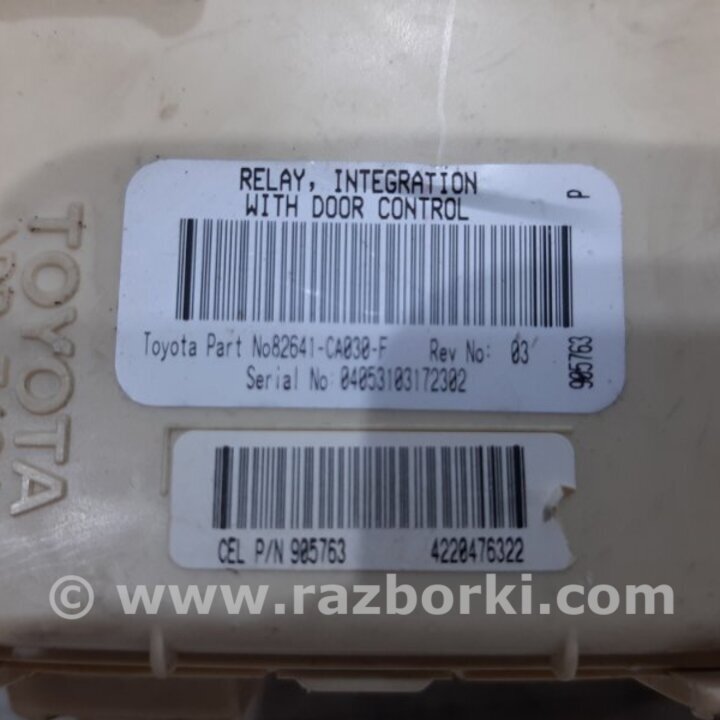 RELAY, INTEGRATION
WITH DOOR CONTROL
P
Toyota Part No82641-CA030-F Rev No: 03
Serial No: 04053103172302
905763
CEL P/N 905763 4220476322
TOYOTA
© www.razborki.com